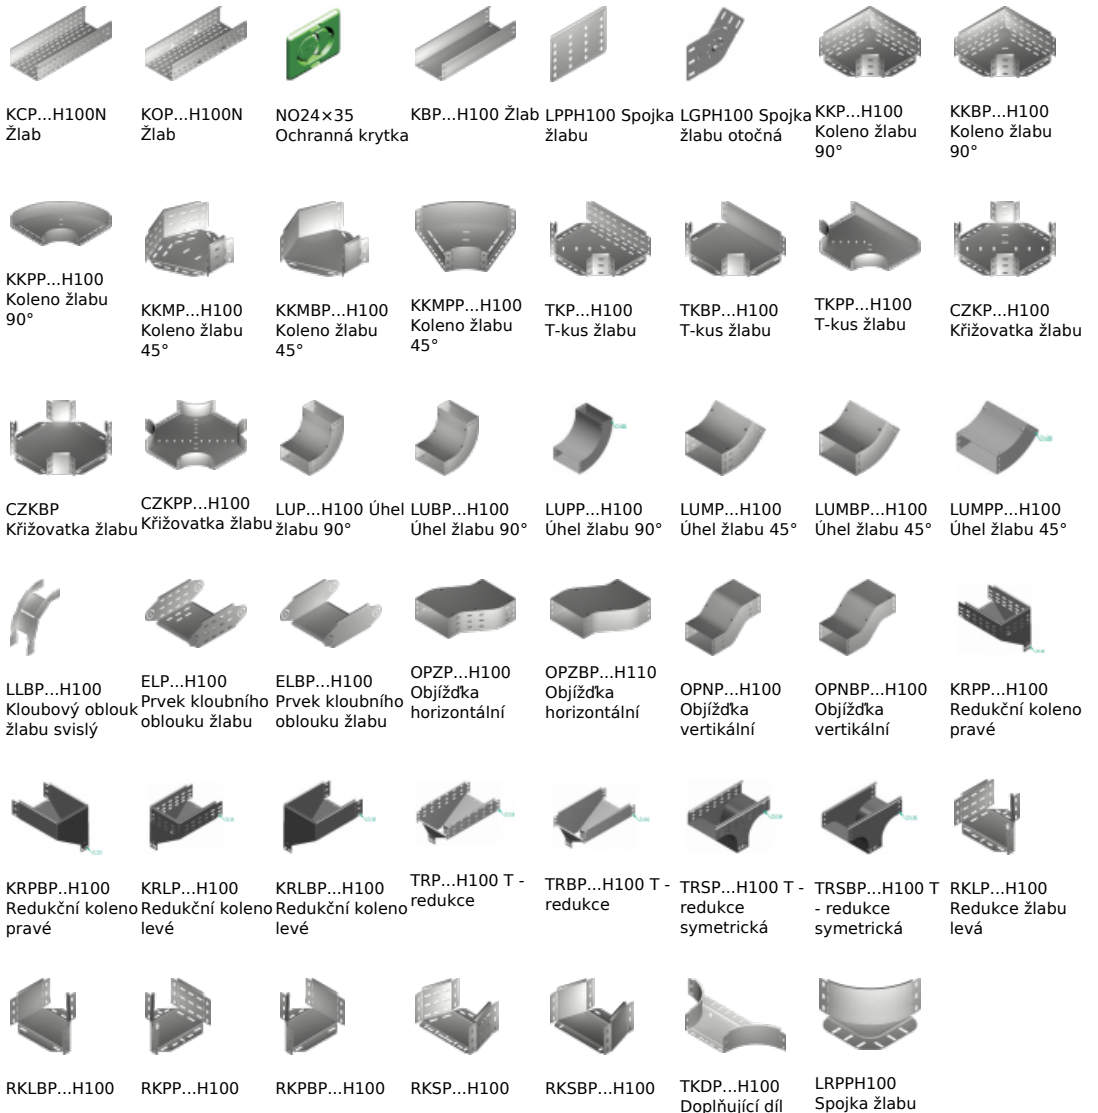 KCP...H100N
Žlab
KOP...H100N
Žlab
NO24×35
Ochranná krytka
KBP...H100 Žlab
LPPH100 Spojka
žlabu
LGPH100 Spojka
žlabu otočná
KKP...H100
Koleno žlabu
90°
KKBP...H100
Koleno žlabu
90°
KKPP...H100
Koleno žlabu
90°
KKMP...H100
Koleno žlabu
45°
KKMBP...H100
Koleno žlabu
45°
KKMPP...H100
Koleno žlabu
45°
TKP...H100
T-kus žlabu
TKBP...H100
T-kus žlabu
TKPP...H100
T-kus žlabu
CZKP...H100
Křižovatka žlabu
CZKBP
Křižovatka žlabu
CZKPP...H100
Křižovatka žlabu
LUP...H100 Úhel
žlabu 90°
LUBP...H100
Úhel žlabu 90°
LUPP...H100
Úhel žlabu 90°
LUMP...H100
Úhel žlabu 45°
LUMBP...H100
Úhel žlabu 45°
LUMPP...H100
Úhel žlabu 45°
LLBP...H100
Kloubový oblouk
žlabu svislý
ELP...H100
Prvek kloubního
oblouku žlabu
ELBP...H100
Prvek kloubního
oblouku žlabu
OPZP...H100
Objížďka
horizontální
OPZBP...H110
Objížďka
horizontální
OPNP...H100
Objížďka
vertikální
OPNBP...H100
Objížďka
vertikální
KRPP...H100
Redukční koleno
pravé
KRPBP..H100
Redukční koleno
pravé
KRLP...H100
Redukční koleno
levé
KRLBP...H100
Redukční koleno
levé
TRP...H100 T -
redukce
TRBP...H100 T -
redukce
TRSP...H100 T -
redukce
symetrická
TRSBP...H100 T
- redukce
symetrická
RKLP...H100
Redukce žlabu
levá
RKLBP...H100
RKPP...H100
RKPBP...H100
RKSP...H100
RKSBP...H100
TKDP...H100
Doplňující díl
LRPPH100
Spojka žlabu